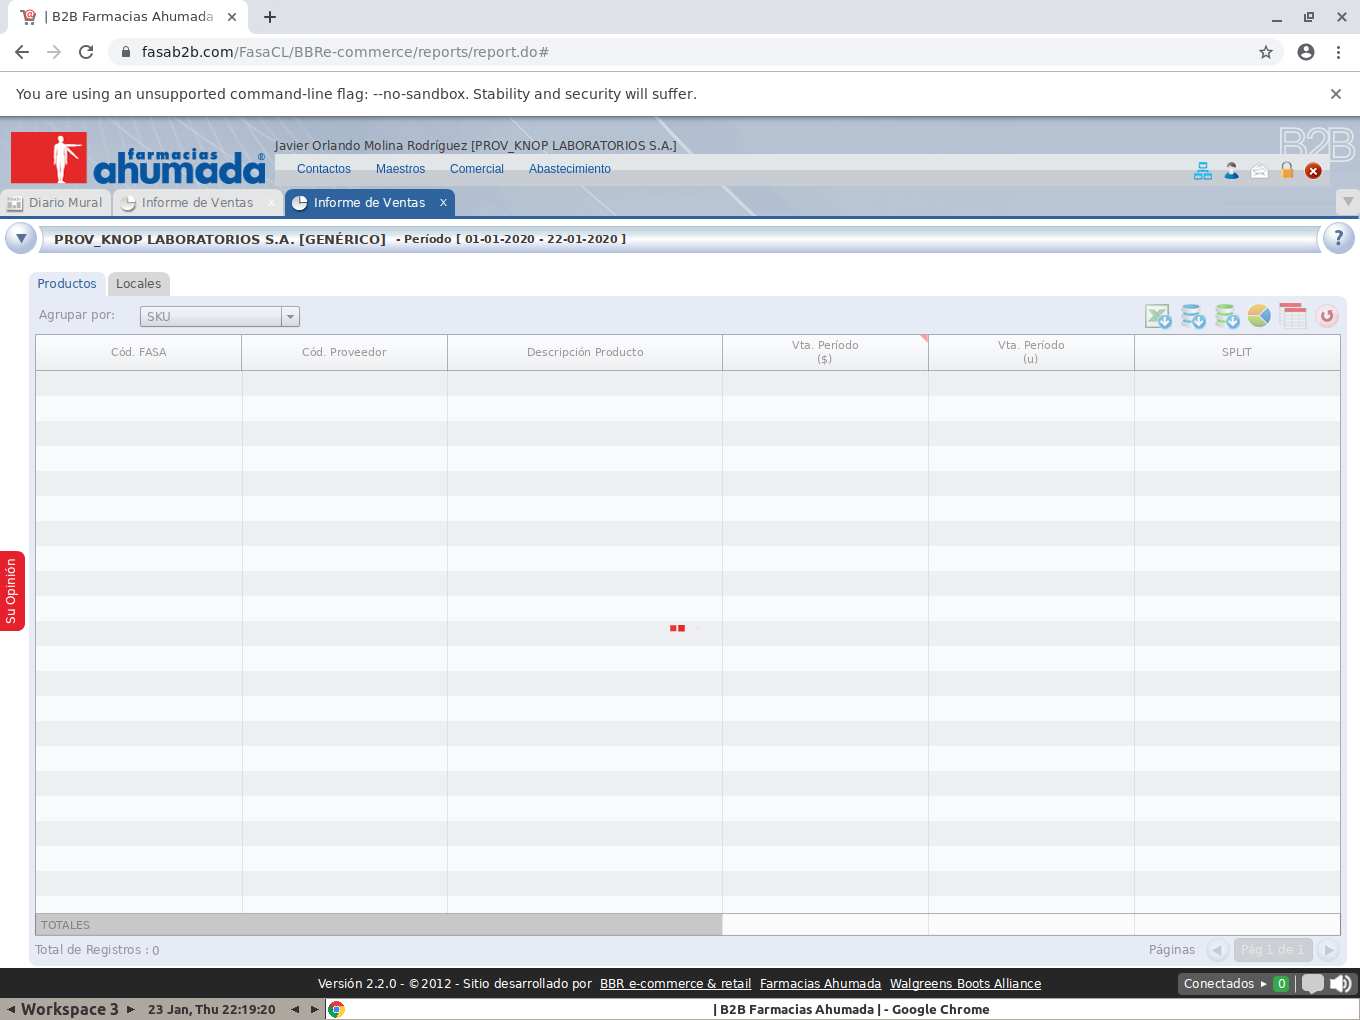 | B2B Farmacias Ahumada
fasab2b.com/FasaCL/BBRe-commerce/reports/report.do#
You are using an unsupported command-line flag: --no-sandbox. Stability and security will suffer.
farmacias
ahumada®
Javier Orlando Molina Rodríguez [PROV_KNOP LABORATORIOS S.A.]
B2B
Contactos Maestros Comercial Abastecimiento
Diario Mural Informe de Ventas x Informe de Ventas x
PROV_KNOP LABORATORIOS S.A. [GENÉRICO] - Período [ 01-01-2020 - 22-01-2020 ]
?
Productos Locales
Agrupar por: SKU
Cód. FASA Cód. Proveedor Descripción Producto Vta. Período ($) Vta. Período (u) SPLIT
Su Opinión
TOTALES
Total de Registros : 0
Páginas Pág 1 de 1
Versión 2.2.0 - ©2012 - Sitio desarrollado por BBR e-commerce & retail Farmacias Ahumada Walgreens Boots Alliance
Conectados 0
Workspace 3 23 Jan, Thu 22:19:20 | B2B Farmacias Ahumada | - Google Chrome